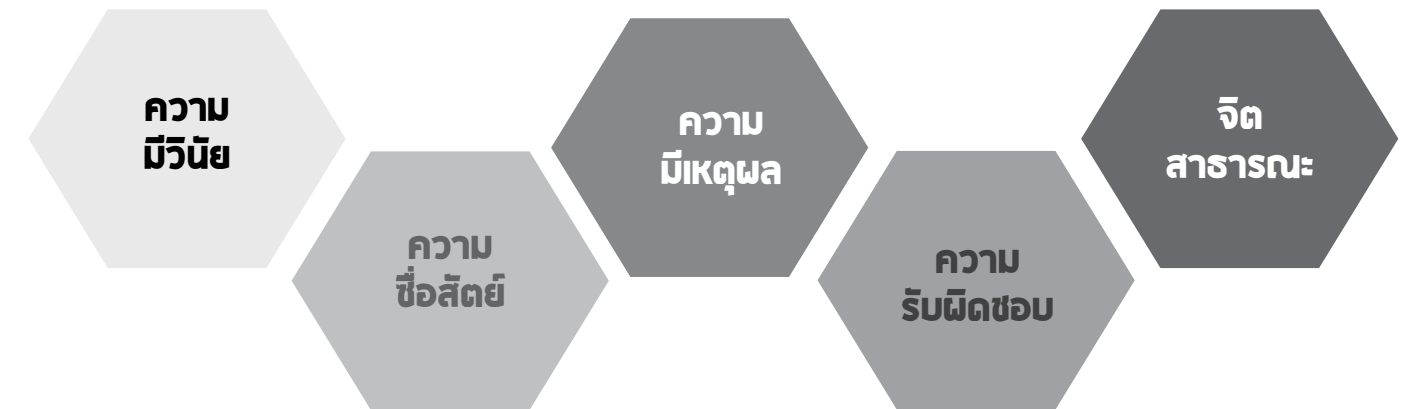 ความ
มีวินัย
ความ
ซื่อสัตย์
ความ
มีเหตุผล
ความ
รับผิดชอบ
จิต
สาธารณะ